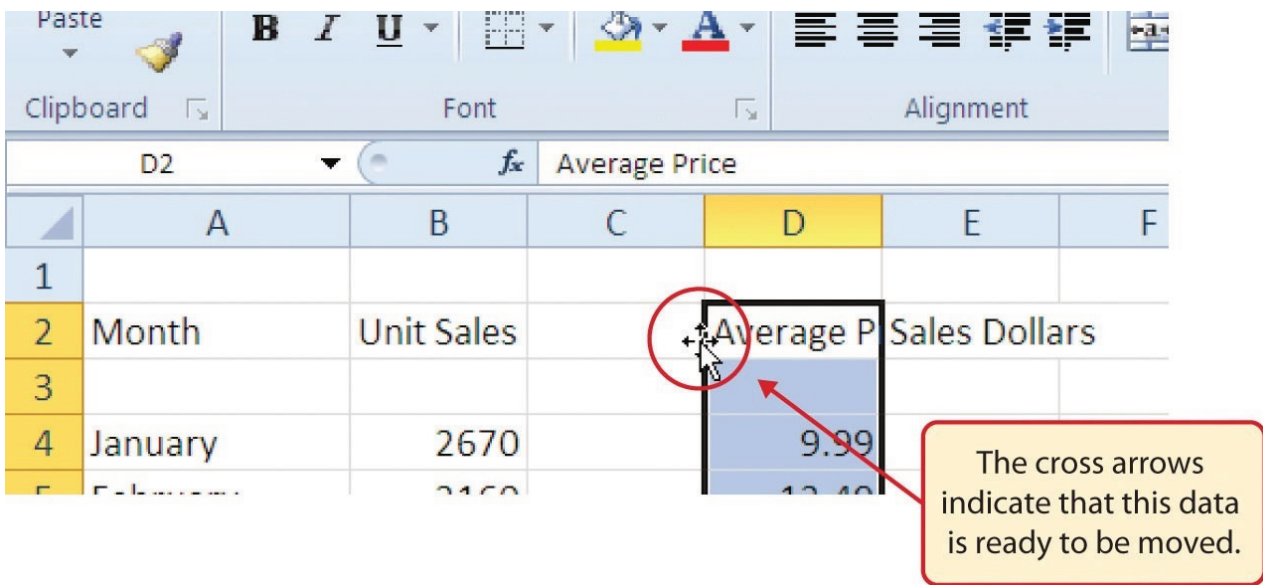 Paste
B I U A
Clipboard Font Alignment
D2 fx Average Price
A B C D E F
1
2 Month Unit Sales Average P Sales Dollars
3
4 January 2670 9.99
The cross arrows
indicate that this data
is ready to be moved.